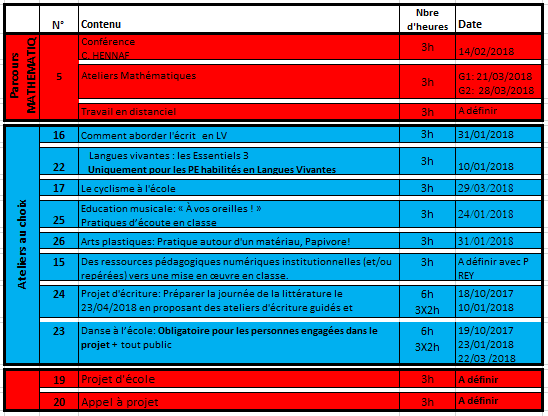 N° Contenu Nbre d'heures Date
Parcours MATHEMATIQ
5
Conférence
C. HENNAF 3h 14/02/2018
Ateliers Mathématiques 3h G1: 21/03/2018
G2: 28/03/2018
Travail en distanciel 3h A définir
Ateliers au choix
16 Comment aborder l'écrit en LV 3h 31/01/2018
22 Langues vivantes : les Essentiels 3 3h
Uniquement pour les PE habilités en Langues Vivantes 10/01/2018
17 Le cyclisme à l'école 3h 29/03/2018
25 Education musicale: « À vos oreilles ! » 3h 24/01/2018
Pratiques d'écoute en classe
26 Arts plastiques: Pratique autour d'un matériau, Papivore! 3h 31/01/2018
15 Des ressources pédagogiques numériques institutionnelles (et/ou 3h A définir avec P
repérées) vers une mise en œuvre en classe. REY
24 Projet d'écriture: Préparer la journée de la littérature le 6h 18/10/2017
23/04/2018 en proposant des ateliers d'écriture guidés et 3X2h 10/01/2018
23 Danse à l'école: Obligatoire pour les personnes engagées dans le 6h 19/10/2017
projet + tout public 3X2h 23/01/2018
22/03 /2018
19 Projet d'école 3h A définir
20 Appel à projet 3h A définir